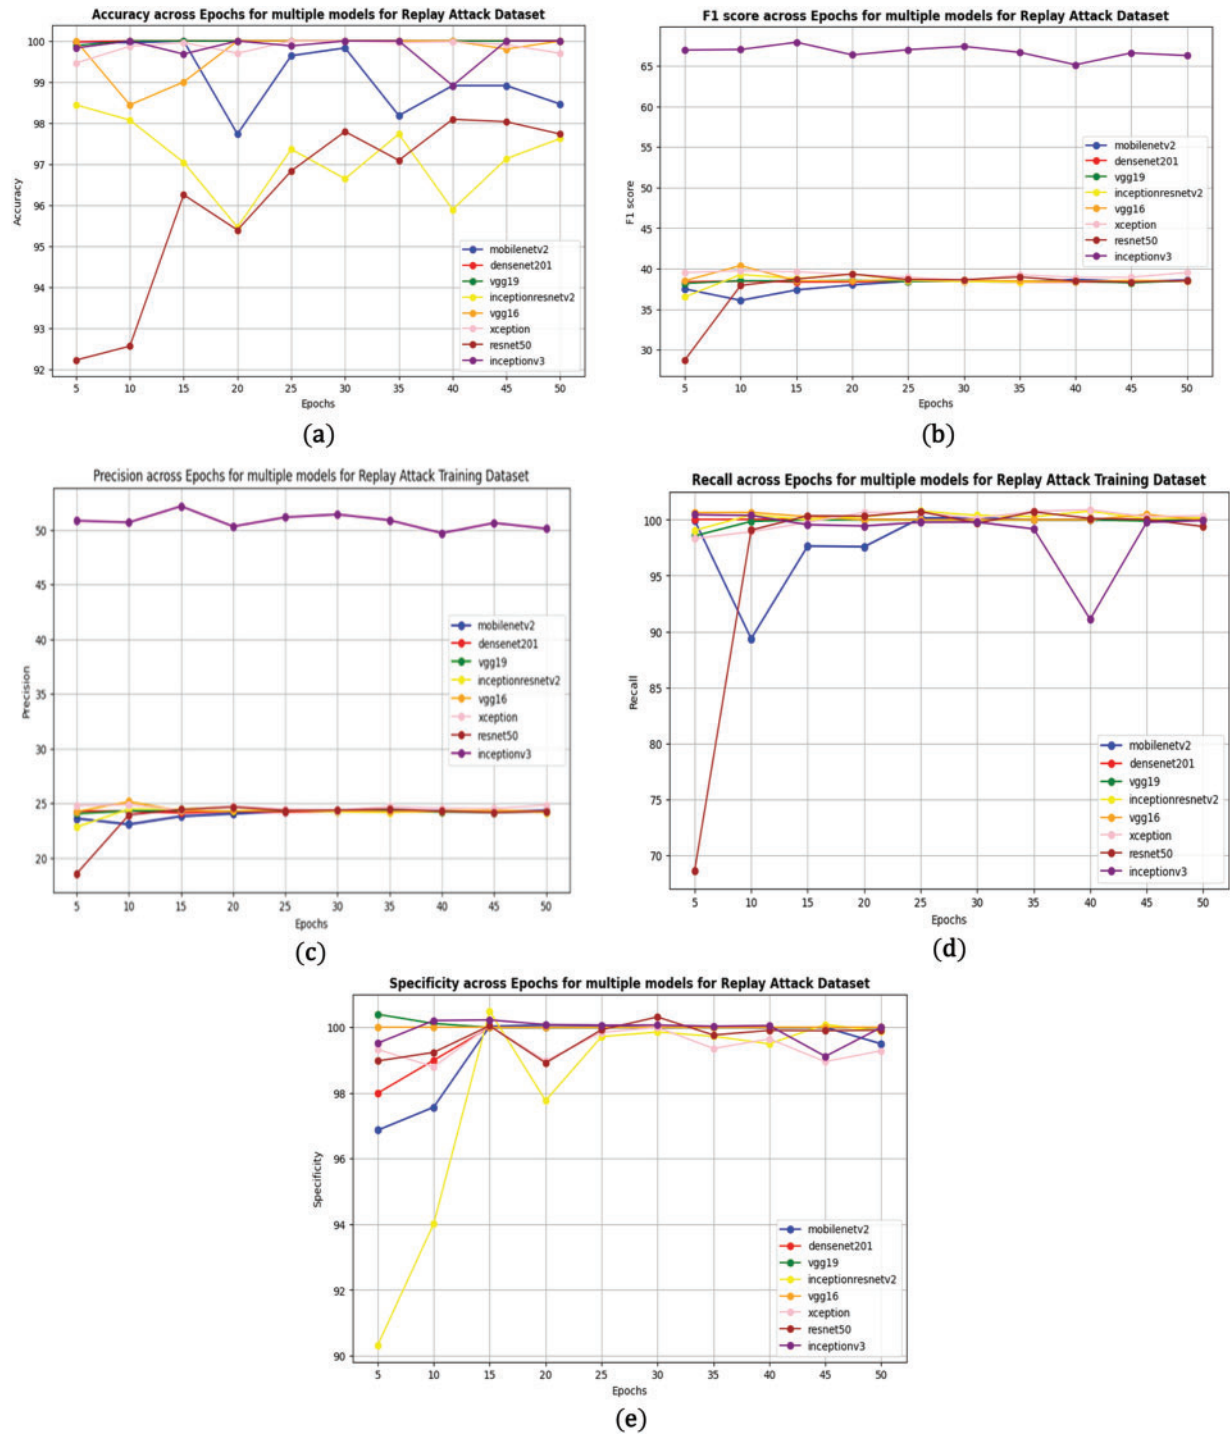 Accuracy across Epochs for multiple models for Replay Attack Dataset
100
99
98
97
96
95
94
93
92
Accuracy
mobilenetv2
densenet201
vgg19
inceptionresnetv2
vgg16
xception
resnet50
inceptionv3
5 10 15 20 25 30 35 40 45 50
Epochs
(a)
F1 score across Epochs for multiple models for Replay Attack Dataset
65
60
55
50
45
40
35
30
F1 score
mobilenetv2
densenet201
vgg19
inceptionresnetv2
vgg16
xception
resnet50
inceptionv3
5 10 15 20 25 30 35 40 45 50
Epochs
(b)
Precision across Epochs for multiple models for Replay Attack Training Dataset
50
45
40
35
30
25
20
Precision
mobilenetv2
densenet201
vgg19
inceptionresnetv2
vgg16
xception
resnet50
inceptionv3
5 10 15 20 25 30 35 40 45 50
Epochs
(c)
Recall across Epochs for multiple models for Replay Attack Training Dataset
100
95
90
85
80
75
70
Recall
mobilenetv2
densenet201
vgg19
inceptionresnetv2
vgg16
xception
resnet50
inceptionv3
5 10 15 20 25 30 35 40 45 50
Epochs
(d)
Specificity across Epochs for multiple models for Replay Attack Dataset
100
98
96
94
92
90
Specificity
mobilenetv2
densenet201
vgg19
inceptionresnetv2
vgg16
xception
resnet50
inceptionv3
5 10 15 20 25 30 35 40 45 50
Epochs
(e)